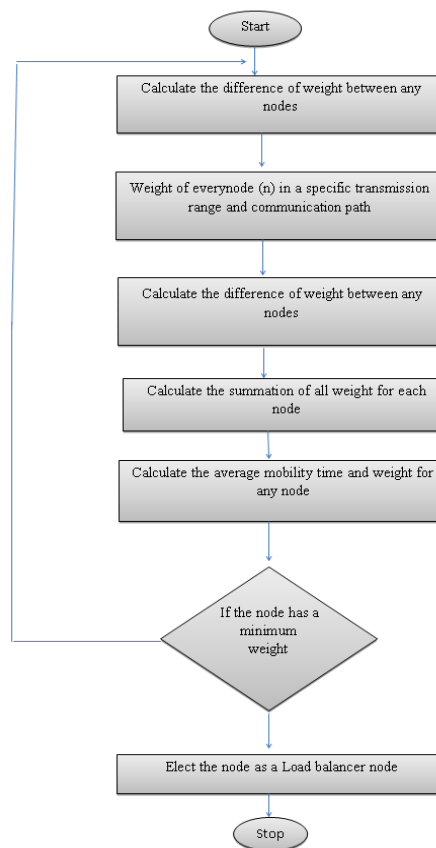 Start
Calculate the difference of weight between any
nodes
Weight of everynode (n) in a specific transmission
range and communication path
Calculate the difference of weight between any
nodes
Calculate the summation of all weight for each
node
Calculate the average mobility time and weight for
any node
If the node has a
minimum
weight
Elect the node as a Load balancer node
Stop